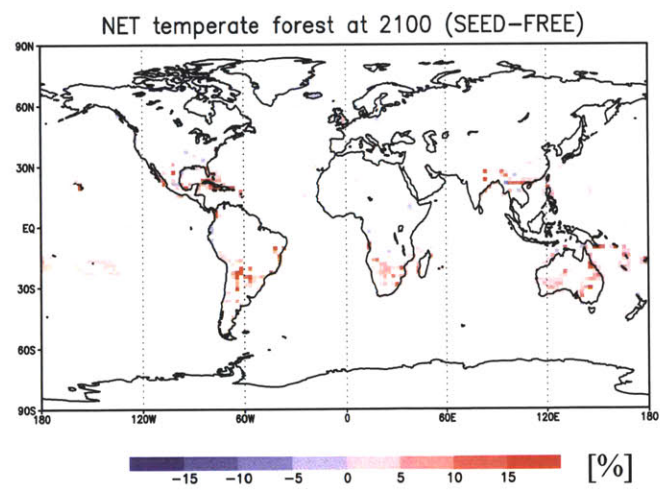 NET temperate forest at 2100 (SEED-FREE)
90N
60N
30N
EQ
30S
60S
90S
180 120W 60W 0 60E 120E 180
-15 -10 -5 0 5 10 15 [%]